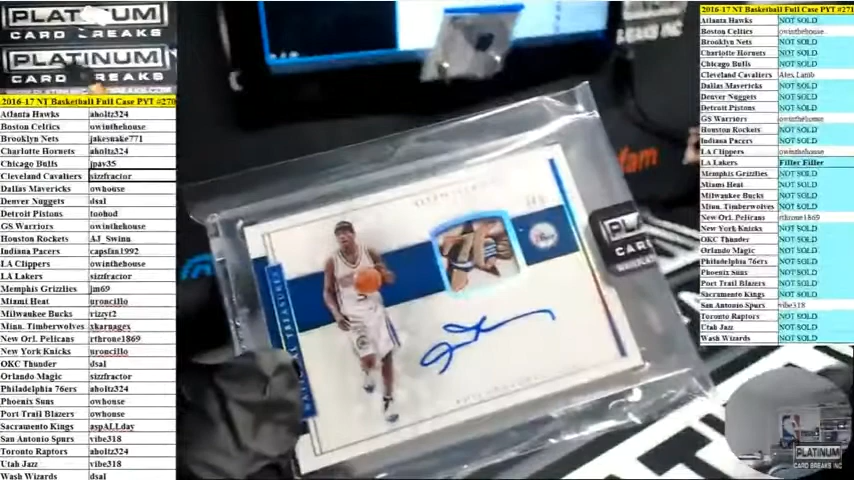 PLATINUM
CARD BREAKS
PLATINUM
CARD BREAKS
2016-17 NT Basketball Full Case PYT #270
Atlanta Hawks aholtz324
Boston Celtics owinthehouse
Brooklyn Nets jakesnake771
Charlotte Hornets aholtz324
Chicago Bulls jpav35
Cleveland Cavaliers sizzfractor
Dallas Mavericks owhouse
Denver Nuggets dsal
Detroit Pistons toohod
GS Warriors owinthehouse
Houston Rockets AJ_Swinn
Indiana Pacers capsfan1992
LA Clippers owinthehouse
LA Lakers sizzfractor
Memphis Grizzlies jm69
Miami Heat uroncillo
Milwaukee Bucks rizzyt2
Minn. Timberwolves xkarnagex
New Orl. Pelicans rthrone1869
New York Knicks uroncillo
OKC Thunder dsal
Orlando Magic sizzfractor
Philadelphia 76ers aholtz324
Phoenix Suns owhouse
Port Trail Blazers owhouse
Sacramento Kings aspALLday
San Antonio Spurs vibe318
Toronto Raptors aholtz324
Utah Jazz vibe318
Wash Wizards dsal
2016-17 NT Basketball Full Case PYT #271
Atlanta Hawks NOT SOLD
Boston Celtics owinthehouse
Brooklyn Nets NOT SOLD
Charlotte Hornets NOT SOLD
Chicago Bulls NOT SOLD
Cleveland Cavaliers Alex Lamb
Dallas Mavericks NOT SOLD
Denver Nuggets NOT SOLD
Detroit Pistons NOT SOLD
GS Warriors owinthehouse
Houston Rockets NOT SOLD
Indiana Pacers NOT SOLD
LA Clippers owinthehouse
LA Lakers Filler Filler
Memphis Grizzlies NOT SOLD
Miami Heat NOT SOLD
Milwaukee Bucks NOT SOLD
Minn. Timberwolves NOT SOLD
New Orl. Pelicans rthrone1869
New York Knicks NOT SOLD
OKC Thunder NOT SOLD
Orlando Magic NOT SOLD
Philadelphia 76ers NOT SOLD
Phoenix Suns NOT SOLD
Port Trail Blazers NOT SOLD
Sacramento Kings NOT SOLD
San Antonio Spurs vibe318
Toronto Raptors NOT SOLD
Utah Jazz NOT SOLD
Wash Wizards NOT SOLD
NATIONAL TREASURES
PLATINUM
CARD BREAKS INC